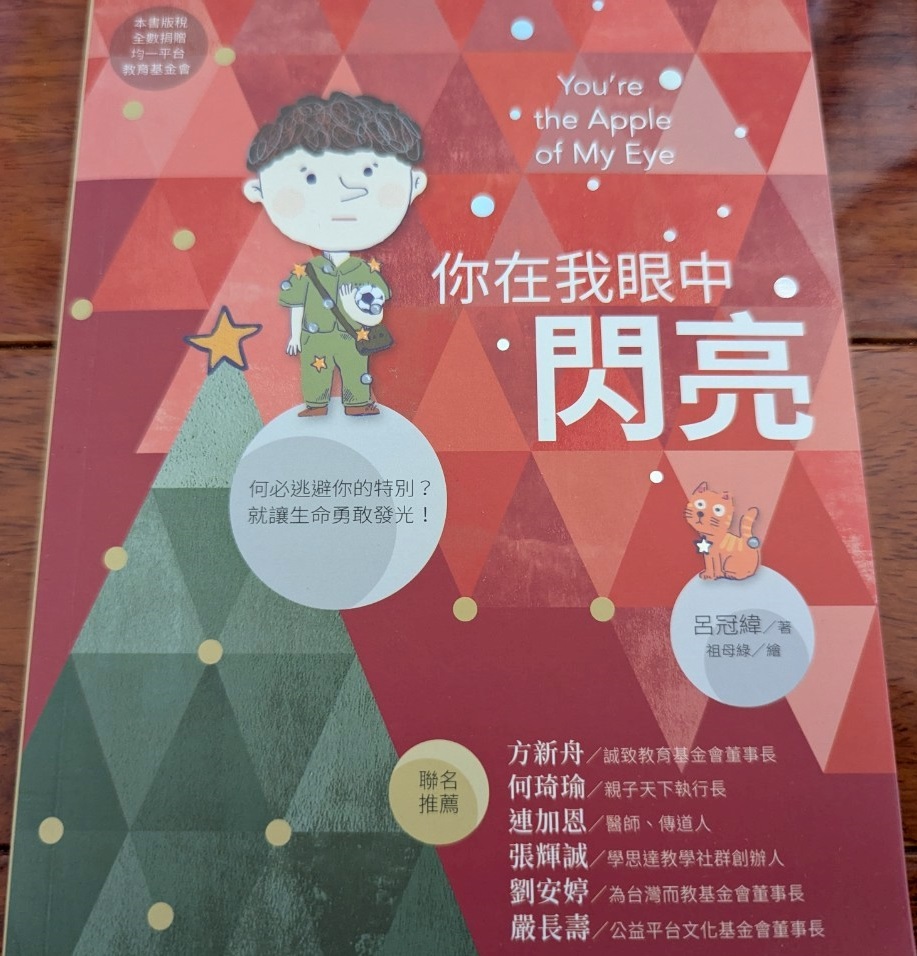 本書版稅
全數捐贈
均一平台
教育基金會
You're
the Apple
of My Eye
你在我眼中
閃亮
何必逃避你的特別？
就讓生命勇敢發光！
呂冠緯／著
祖母綠／繪
聯名
推薦
方新舟／誠致教育基金會董事長
何琦瑜／親子天下執行長
連加恩／醫師、傳道人
張輝誠／學思達教學社群創辦人
劉安婷／為台灣而教基金會董事長
嚴長壽／公益平台文化基金會董事長